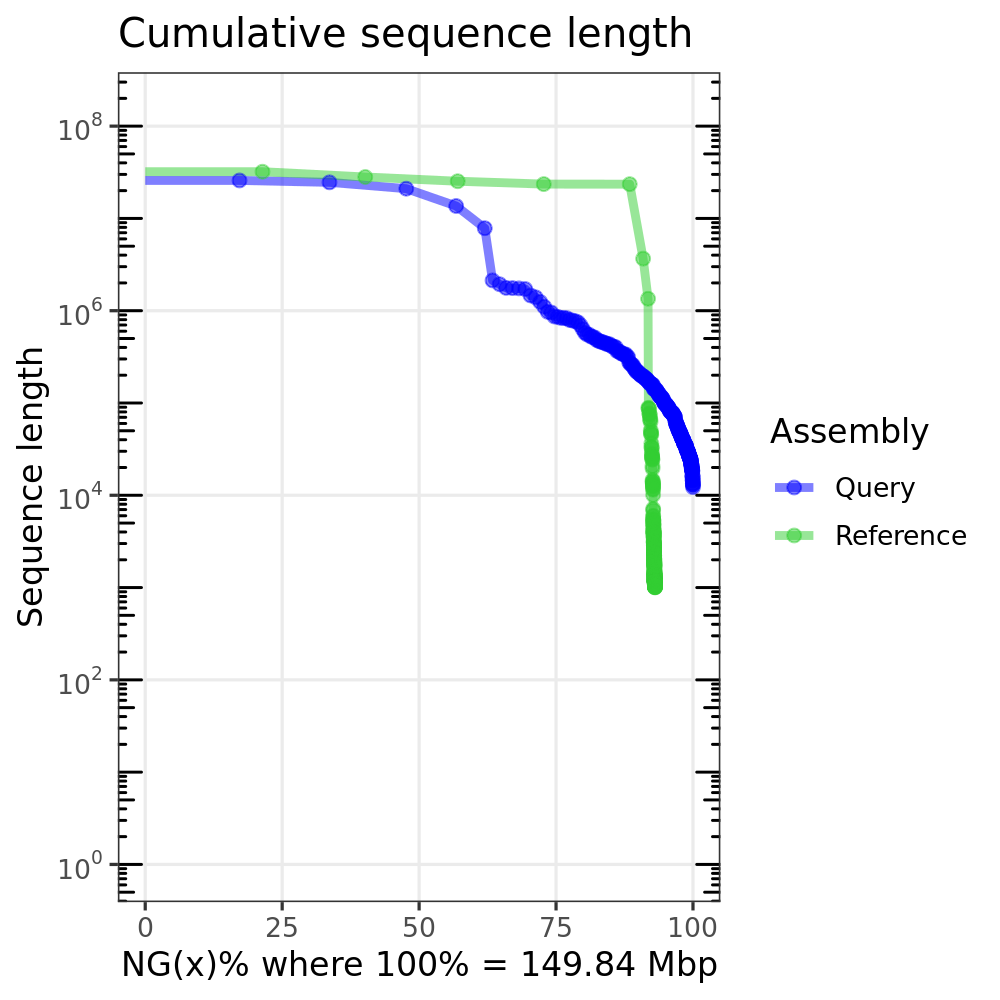 Cumulative sequence length
10⁸
10⁶
10⁴
10²
10⁰
Sequence length
0 25 50 75 100
NG(x)% where 100% = 149.84 Mbp
Assembly
Query
Reference